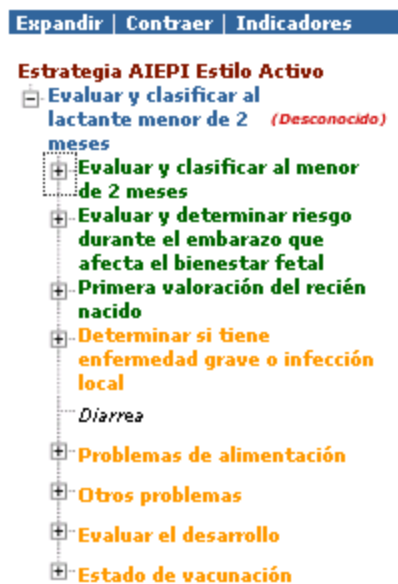 Expandir | Contraer | Indicadores
Estrategia AIEPI Estilo Activo
Evaluar y clasificar al
lactante menor de 2 (Desconocido)
meses
Evaluar y clasificar al menor
de 2 meses
Evaluar y determinar riesgo
durante el embarazo que
afecta el bienestar fetal
Primera valoración del recién
nacido
Determinar si tiene
enfermedad grave o infección
local
Diarrea
Problemas de alimentación
Otros problemas
Evaluar el desarrollo
Estado de vacunación